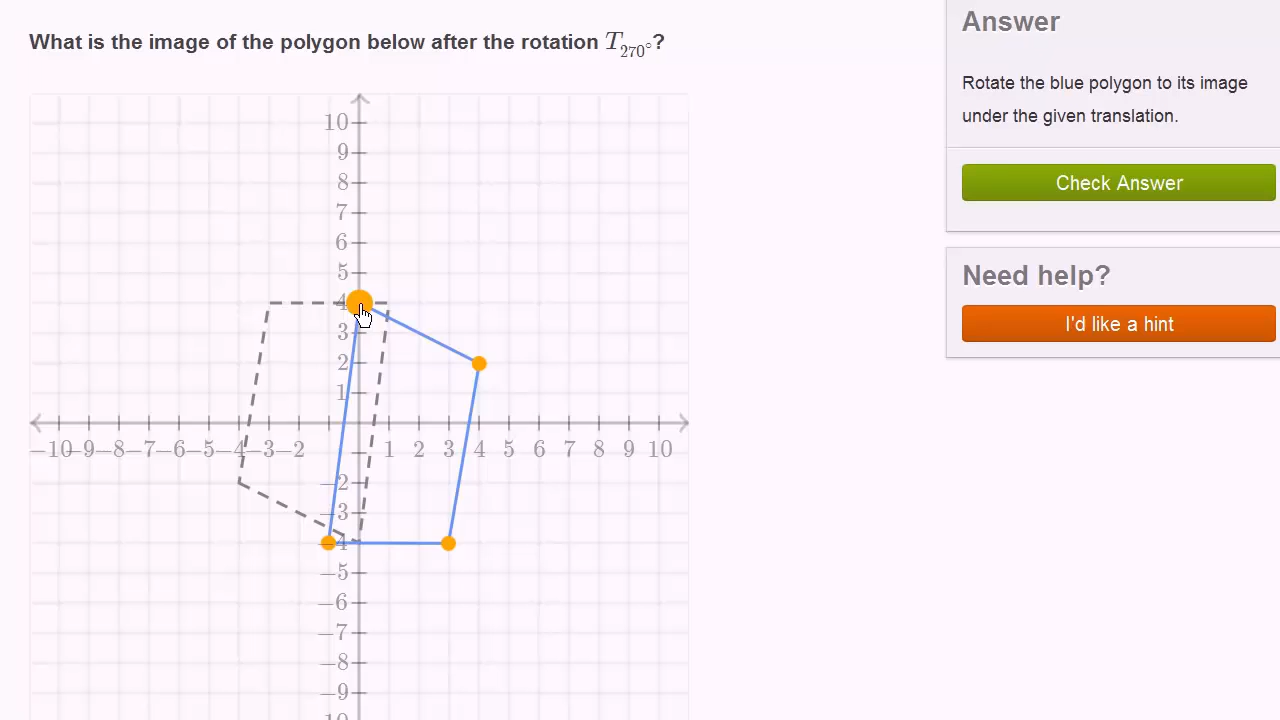 What is the image of the polygon below after the rotation T270°?
10
9
8
7
6
5
4
3
2
1
−10 −9 −8 −7 −6 −5 −4 −3 −2 1 2 3 4 5 6 7 8 9 10
−2
−3
−4
−5
−6
−7
−8
−9
10
Answer
Rotate the blue polygon to its image
under the given translation.
Check Answer
Need help?
I'd like a hint